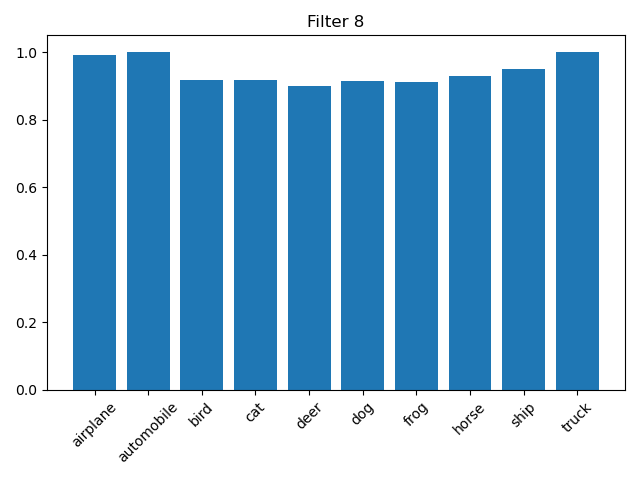 Filter 8
1.0
0.8
0.6
0.4
0.2
0.0
airplane
automobile
bird
cat
deer
dog
frog
horse
ship
truck